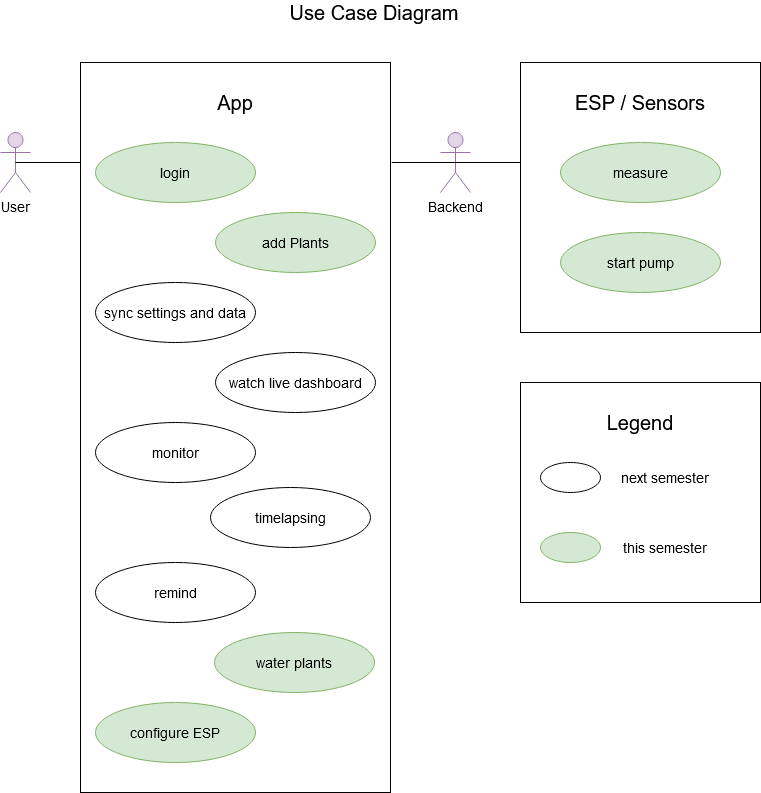 Use Case Diagram
App
login
add Plants
sync settings and data
watch live dashboard
monitor
timelapsing
remind
water plants
configure ESP
User
Backend
ESP / Sensors
measure
start pump
Legend
next semester
this semester